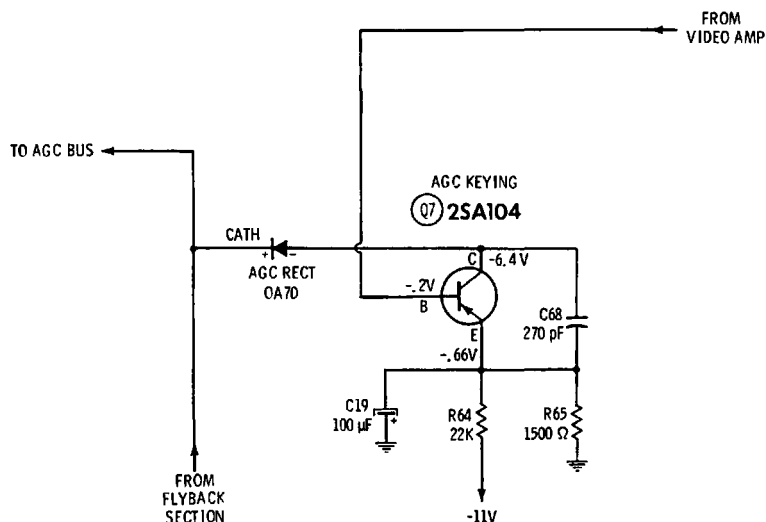 FROM
VIDEO AMP
TO AGC BUS
AGC KEYING
Q7 2SA104
CATH
+ -
AGC RECT
OA70
C
-6.4V
-.2V
B
E
-.66V
C68
270 pF
C19
100 µF
+
R64
22K
R65
1500 Ω
FROM
FLYBACK
SECTION
-11V